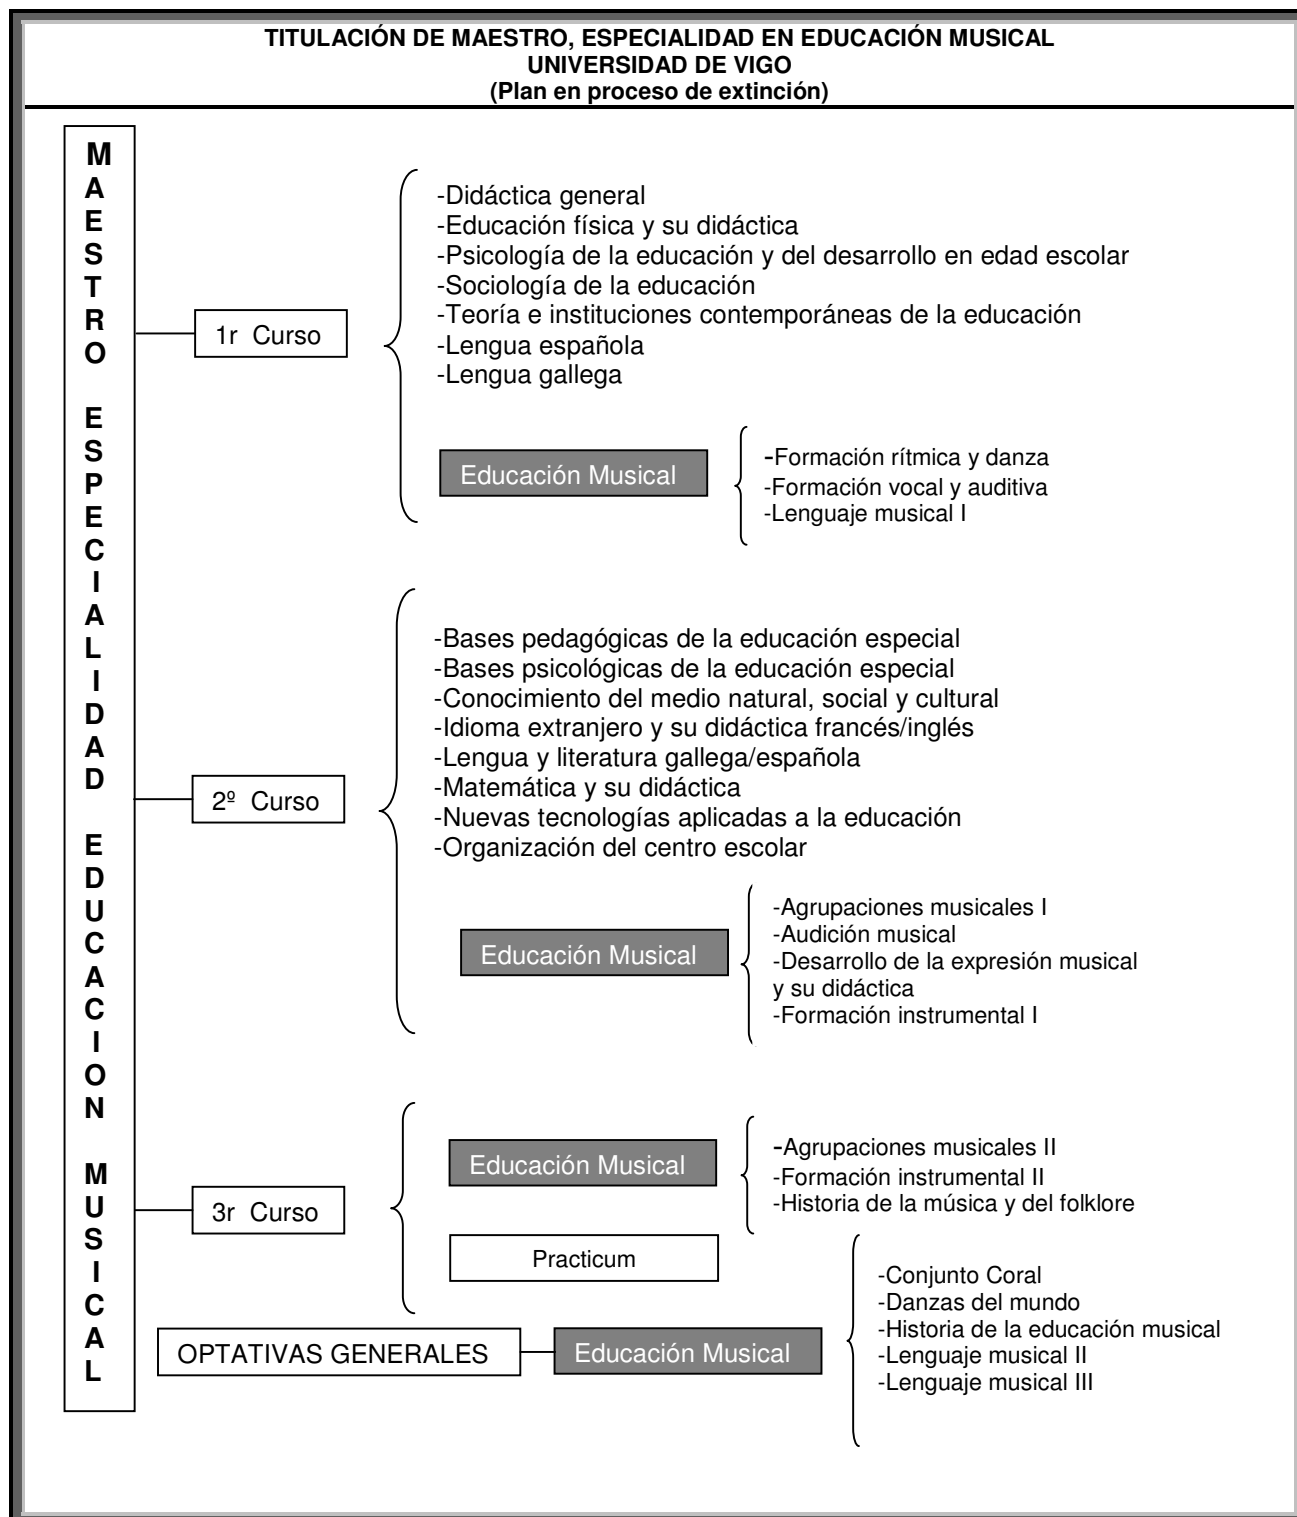 TITULACIÓN DE MAESTRO, ESPECIALIDAD EN EDUCACIÓN MUSICAL
UNIVERSIDAD DE VIGO
(Plan en proceso de extinción)
MAESTRO ESPECIALIDAD EDUCACION MUSICAL
1r Curso
-Didáctica general
-Educación física y su didáctica
-Psicología de la educación y del desarrollo en edad escolar
-Sociología de la educación
-Teoría e instituciones contemporáneas de la educación
-Lengua española
-Lengua gallega
Educación Musical
-Formación rítmica y danza
-Formación vocal y auditiva
-Lenguaje musical I
2º Curso
-Bases pedagógicas de la educación especial
-Bases psicológicas de la educación especial
-Conocimiento del medio natural, social y cultural
-Idioma extranjero y su didáctica francés/inglés
-Lengua y literatura gallega/española
-Matemática y su didáctica
-Nuevas tecnologías aplicadas a la educación
-Organización del centro escolar
Educación Musical
-Agrupaciones musicales I
-Audición musical
-Desarrollo de la expresión musical
y su didáctica
-Formación instrumental I
3r Curso
Educación Musical
-Agrupaciones musicales II
-Formación instrumental II
-Historia de la música y del folklore
Practicum
OPTATIVAS GENERALES
Educación Musical
-Conjunto Coral
-Danzas del mundo
-Historia de la educación musical
-Lenguaje musical II
-Lenguaje musical III